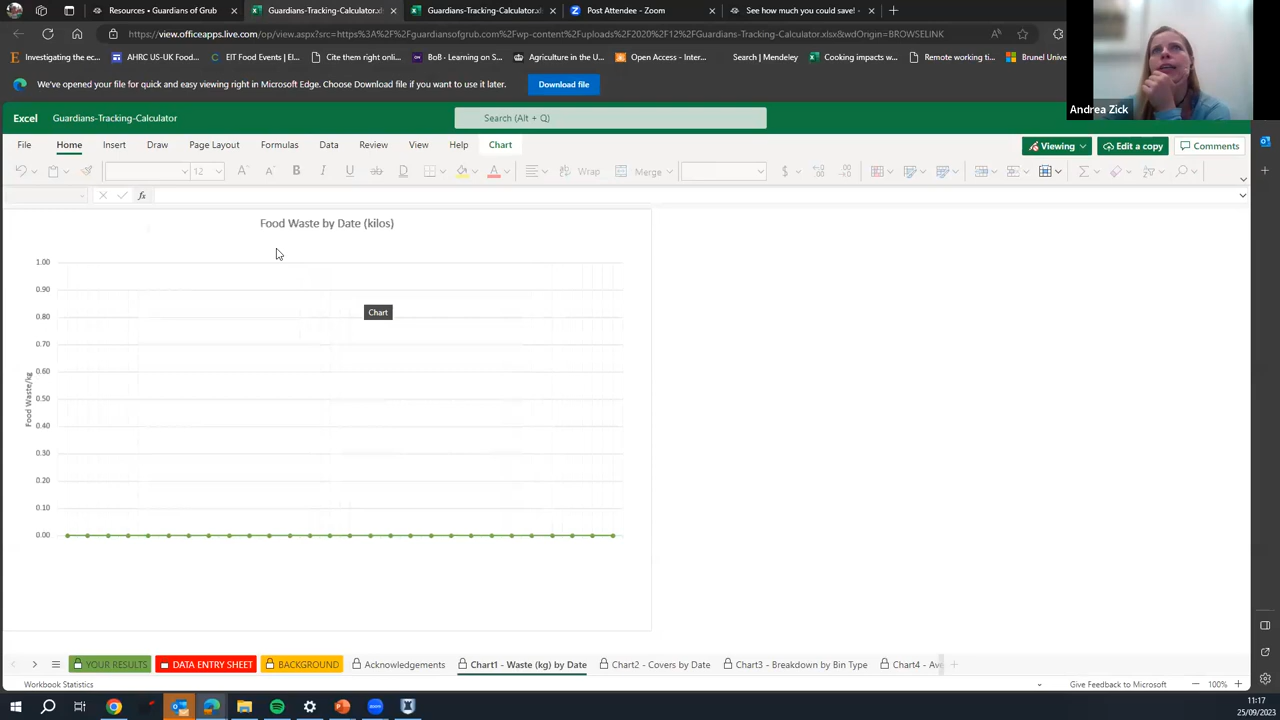 Resources • Guardians of Grub
Guardians-Tracking-Calculator.xls
Guardians-Tracking-Calculator.xs
Post Attendee - Zoom
See how much you could save! -
https://view.officeapps.live.com/op/view.aspx?src=https%3A%2F%2Fguardiansofgrub.com%2Fwp-content%2Fuploads%2F2020%2F12%2FGuardians-Tracking-Calculator.xlsx&wdOrigin=BROWSELINK
Investigating the ec...
AHRC US-UK Food...
EIT Food Events | EI...
Cite them right onli...
BoB - Learning on S...
Agriculture in the U...
Open Access - Inter...
Search | Mendeley
Cooking impacts w...
Remote working to...
Brunel Univer
Andrea Zick
We've opened your file for quick and easy viewing right in Microsoft Edge. Choose Download file if you want to use it later.
Download file
Excel
Guardians-Tracking-Calculator
Search (Alt + Q)
File Home Insert Draw Page Layout Formulas Data Review View Help Chart
Viewing
Edit a copy
Comments
12
Wrap
Merge
Food Waste by Date (kilos)
1.00
0.90
Chart
0.80
0.70
0.60
0.50
0.40
0.30
0.20
0.10
0.00
Food Waste/kg
YOUR RESULTS
DATA ENTRY SHEET
BACKGROUND
Acknowledgements
Chart1 - Waste (kg) by Date
Chart2 - Covers by Date
Chart3 - Breakdown by Bin Type
Chart4 - Ave
Workbook Statistics
Give Feedback to Microsoft
100%
11:17
25/09/2023